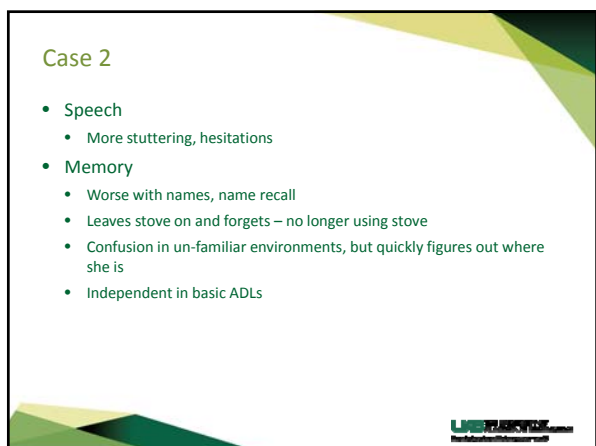 Case 2
• Speech
• More stuttering, hesitations
• Memory
• Worse with names, name recall
• Leaves stove on and forgets – no longer using stove
• Confusion in un-familiar environments, but quickly figures out where
she is
• Independent in basic ADLs